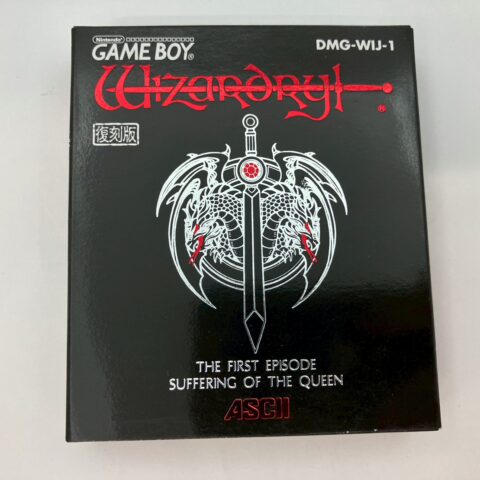 Nintendo
GAME BOY®
DMG-WIJ-1
Wizardry I
®
復刻版
THE FIRST EPISODE
SUFFERING OF THE QUEEN
ASCII